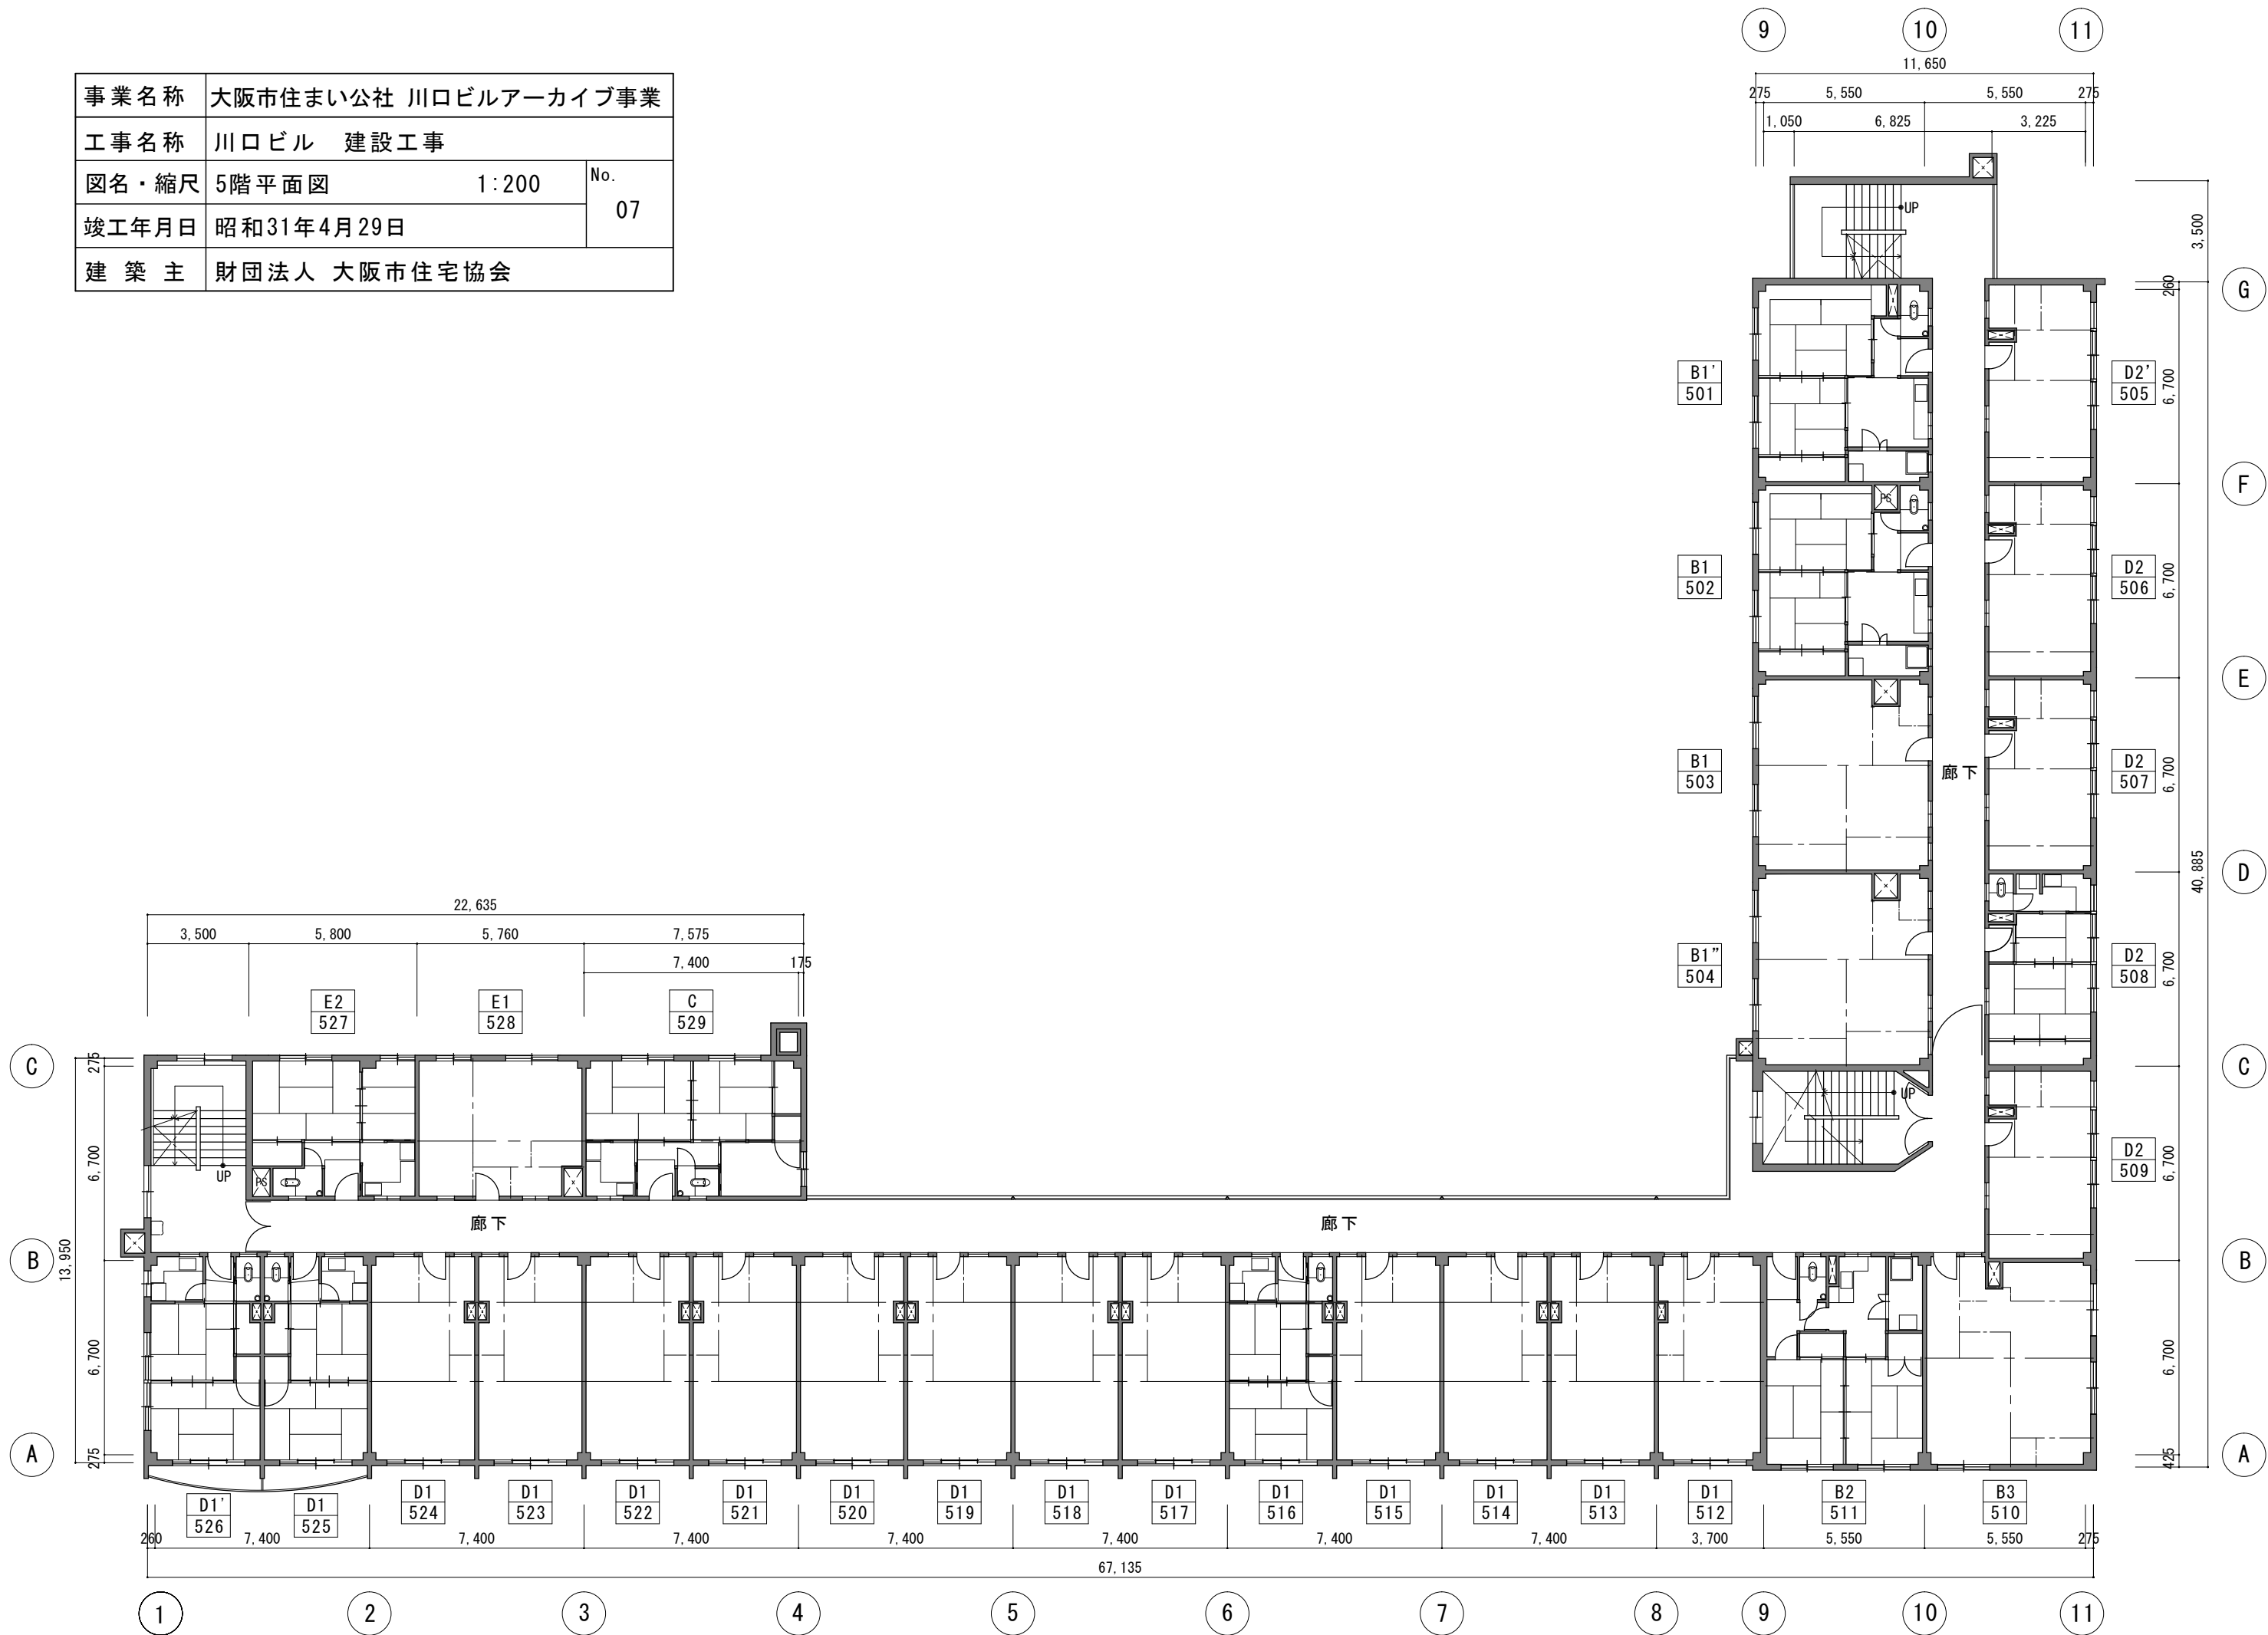 事業名称 大阪市住まい公社 川口ビルアーカイブ事業
工事名称 川口ビル 建設工事
図名・縮尺 5階平面図 1:200
No.
07
竣工年月日 昭和31年4月29日
建築主 財団法人 大阪市住宅協会
9 10 11
11,650
275 5,550 5,550 275
1,050 6,825 3,225
UP
3,500
260
G
B1'
501
D2'
505
6,700
F
PS
B1
502
D2
506
6,700
E
B1
503
廊下
D2
507
6,700
40,885
D
B1”
504
D2
508
6,700
C
UP
D2
509
6,700
B
6,700
425
A
22,635
3,500 5,800 5,760 7,575
7,400 175
E2
527
E1
528
C
529
C
275
6,700
13,950
B
6,700
275
A
UP
PS
廊下 廊下
D1'
526
D1
525
D1
524
D1
523
D1
522
D1
521
D1
520
D1
519
D1
518
D1
517
D1
516
D1
515
D1
514
D1
513
D1
512
B2
511
B3
510
260 7,400 7,400 7,400 7,400 7,400 7,400 7,400 3,700 5,550 5,550 275
67,135
1 2 3 4 5 6 7 8 9 10 11